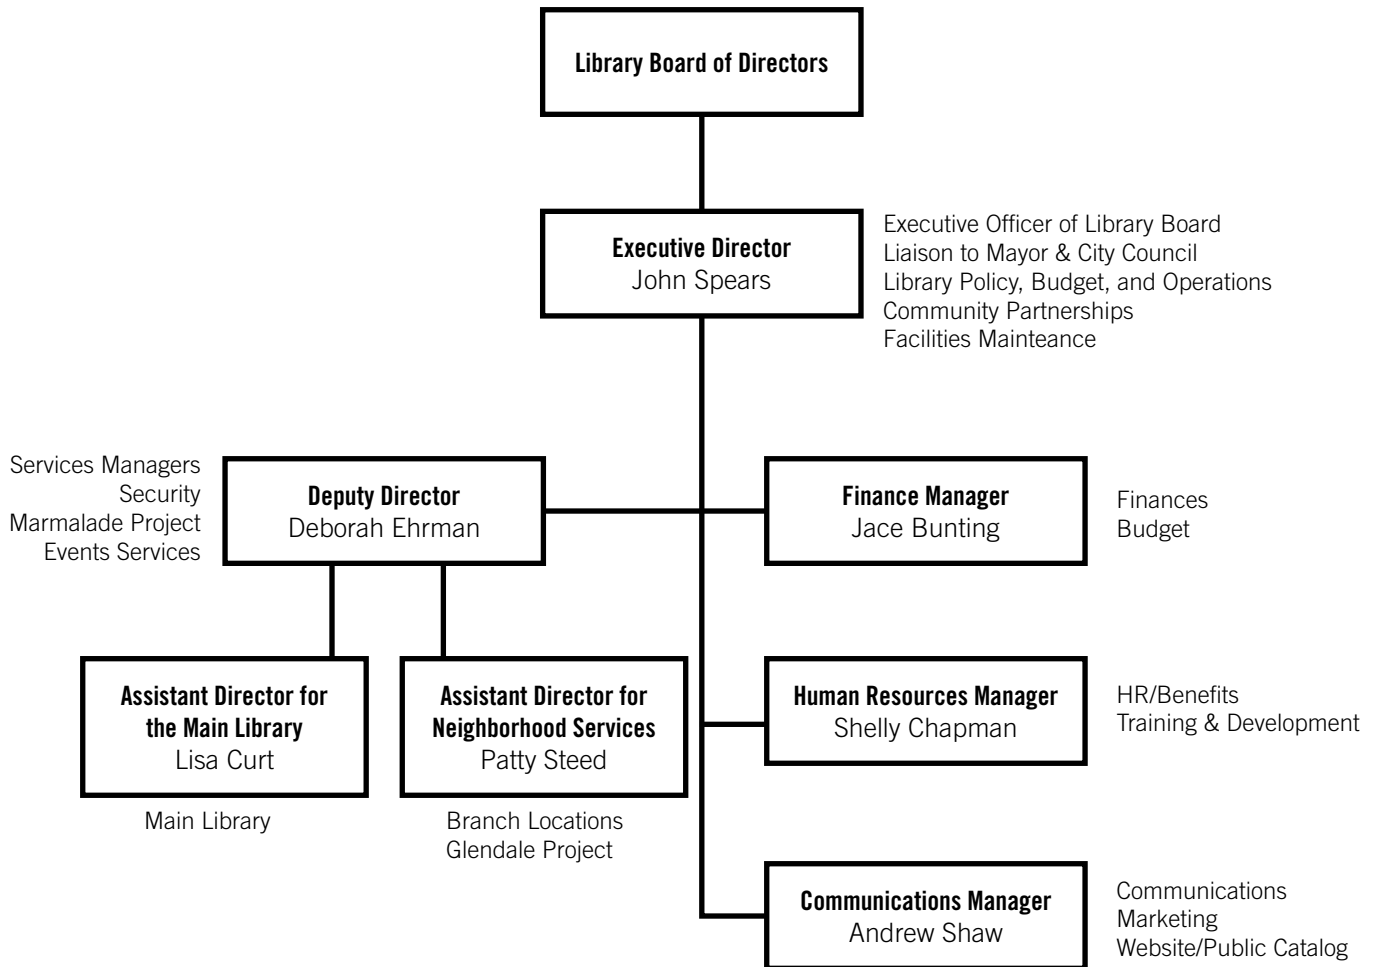 Library Board of Directors
Executive Director
John Spears
Executive Officer of Library Board
Liaison to Mayor & City Council
Library Policy, Budget, and Operations
Community Partnerships
Facilities Mainteance
Services Managers
Security
Marmalade Project
Events Services
Deputy Director
Deborah Ehrman
Finance Manager
Jace Bunting
Finances
Budget
Assistant Director for
the Main Library
Lisa Curt
Main Library
Assistant Director for
Neighborhood Services
Patty Steed
Branch Locations
Glendale Project
Human Resources Manager
Shelly Chapman
HR/Benefits
Training & Development
Communications Manager
Andrew Shaw
Communications
Marketing
Website/Public Catalog